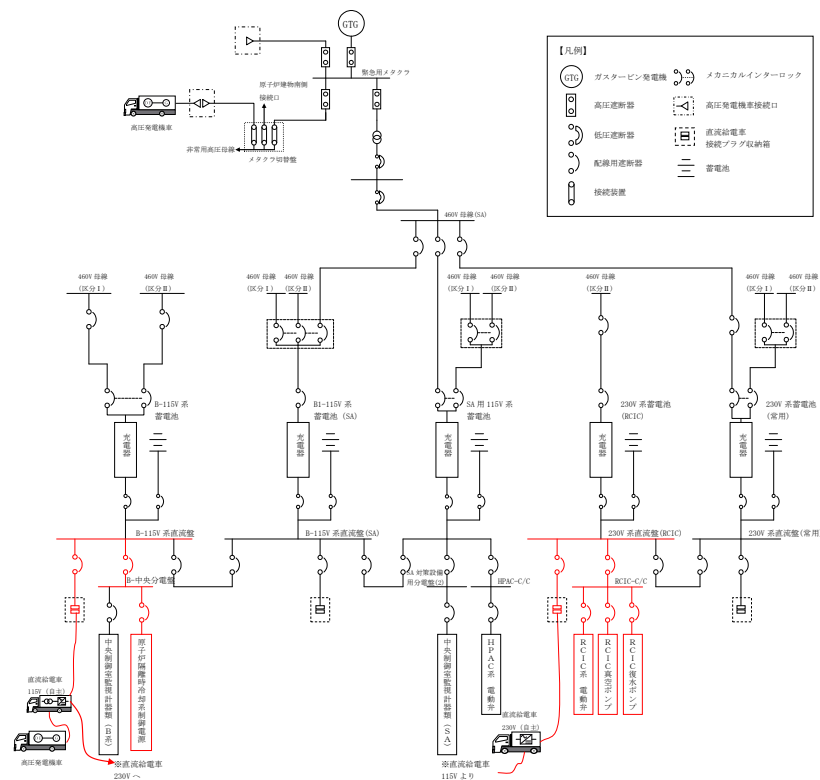 GTG
【凡例】
GTG
ガスタービン発電機
メカニカルインターロック
高圧遮断器
高圧発電機車接続口
低圧遮断器
直流給電車
接続プラグ収納箱
配線用遮断器
蓄電池
接続装置
緊急用メタクラ
原子炉建物南側
接続口
高圧発電機車
非常用高圧母線
メタクラ切替盤
460V 母線(SA)
460V 母線
(区分Ⅰ)
460V 母線
(区分Ⅱ)
460V 母線
(区分Ⅰ)
460V 母線
(区分Ⅱ)
460V 母線
(区分Ⅰ)
460V 母線
(区分Ⅱ)
460V 母線
(区分Ⅱ)
460V 母線
(区分Ⅰ)
460V 母線
(区分Ⅱ)
B-115V 系
蓄電池
B1-115V 系
蓄電池 (SA)
SA 用 115V 系
蓄電池
230V 系蓄電池
(RCIC)
230V 系蓄電池
(常用)
充電器
充電器
充電器
充電器
充電器
B-115V 系直流盤
B-115V 系直流盤(SA)
230V 系直流盤(RCIC)
230V 系直流盤(常用
B-中央分電盤
SA 対策設備
用分電盤(2)
HPAC-C/C
RCIC-C/C
中央制御室監視計器類(B系)
原子炉隔離時冷却系制御電源
中央制御室監視計器類(SA)
HPAC系 電動弁
RCIC系 電動弁
RCIC真空ポンプ
RCIC復水ポンプ
直流給電車
115V (自主)
高圧発電機車
※直流給電車
230V へ
直流給電車
230V (自主)
※直流給電車
115V より